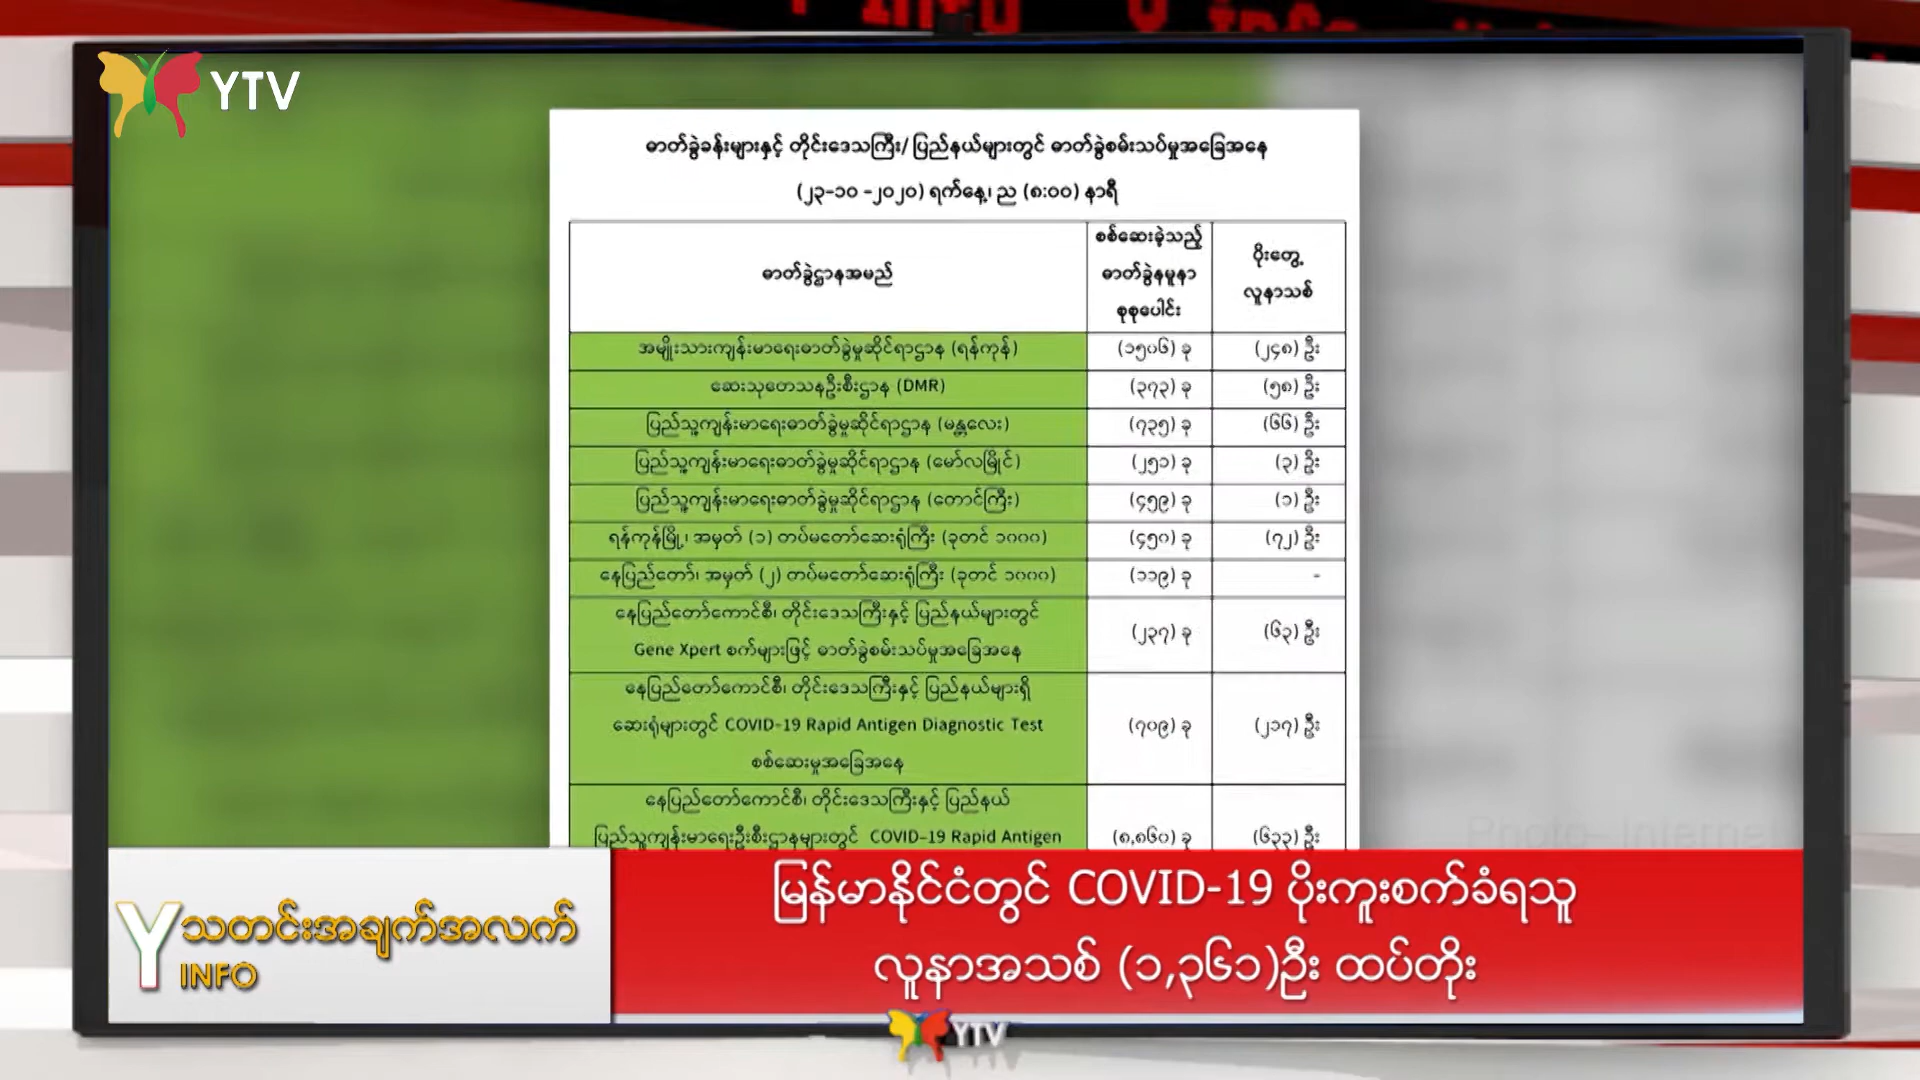 YTV
ဓာတ်ခွဲခန်းများနှင့် တိုင်းဒေသကြီး/ ပြည်နယ်များတွင် ဓာတ်ခွဲစမ်းသပ်မှုအခြေအနေ
(၂၃-၁၀ -၂၀၂၀) ရက်နေ့၊ ည (၈:၀၀) နာရီ
ဓာတ်ခွဲဌာနအမည်
စစ်ဆေးခဲ့သည့်
ဓာတ်ခွဲနမူနာ
စုစုပေါင်း
ပိုးတွေ့
လူနာသစ်
အမျိုးသားကျန်းမာရေးဓာတ်ခွဲမှုဆိုင်ရာဌာန (ရန်ကုန်) (၁၅၀၆) ခု (၂၄၈) ဦး
ဆေးသုတေသနဦးစီးဌာန (DMR) (၃၇၃) ခု (၅၈) ဦး
ပြည်သူ့ကျန်းမာရေးဓာတ်ခွဲမှုဆိုင်ရာဌာန (မန္တလေး) (၇၃၅) ခု (၆၆) ဦး
ပြည်သူ့ကျန်းမာရေးဓာတ်ခွဲမှုဆိုင်ရာဌာန (မော်လမြိုင်) (၂၅၁) ခု (၃) ဦး
ပြည်သူ့ကျန်းမာရေးဓာတ်ခွဲမှုဆိုင်ရာဌာန (တောင်ကြီး) (၄၅၉) ခု (၁) ဦး
ရန်ကုန်မြို့၊ အမှတ် (၁) တပ်မတော်ဆေးရုံကြီး (ခုတင် ၁၀၀၀) (၄၅၀) ခု (၇၂) ဦး
နေပြည်တော်၊ အမှတ် (၂) တပ်မတော်ဆေးရုံကြီး (ခုတင် ၁၀၀၀) (၁၁၉) ခု -
နေပြည်တော်ကောင်စီ၊ တိုင်းဒေသကြီးနှင့် ပြည်နယ်များတွင်
Gene Xpert စက်များဖြင့် ဓာတ်ခွဲစမ်းသပ်မှုအခြေအနေ
(၂၃၇) ခု (၆၃) ဦး
နေပြည်တော်ကောင်စီ၊ တိုင်းဒေသကြီးနှင့် ပြည်နယ်များရှိ
ဆေးရုံများတွင် COVID-19 Rapid Antigen Diagnostic Test
စစ်ဆေးမှုအခြေအနေ
(၇၀၉) ခု (၂၁၇) ဦး
နေပြည်တော်ကောင်စီ၊ တိုင်းဒေသကြီးနှင့် ပြည်နယ်
ပြည်သူ့ကျန်းမာရေးဦးစီးဌာနများတွင် COVID-19 Rapid Antigen (၈,၈၆၀) ခု (၆၃၃) ဦး
Photo- Internet
Y သတင်းအချက်အလက်
INFO
မြန်မာနိုင်ငံတွင် COVID-19 ပိုးကူးစက်ခံရသူ
လူနာအသစ် (၁,၃၆၁)ဦး ထပ်တိုး
YTV